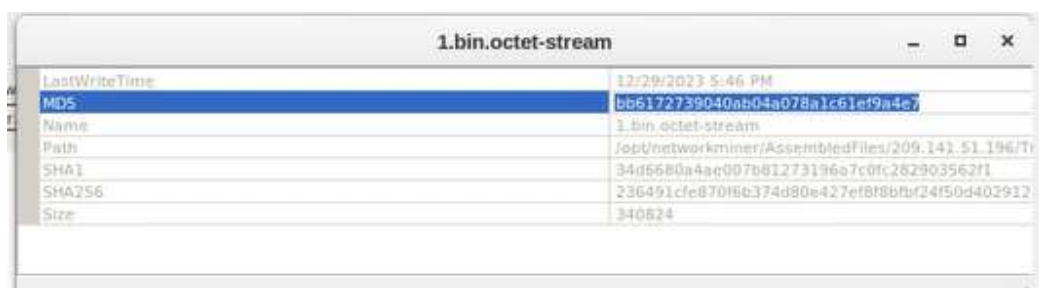 1.bin.octet-stream
LastWriteTime 12/29/2023 5:46 PM
MD5 bb6172739040ab04a078a1c61ef9a4e7
Name 1.bin.octet-stream
Path /opt/networkminer/AssembledFiles/209.141.51.196/
SHA1 34d6680a4ae007b81273196a7c0fc282903562f1
SHA256 236491cfe870f6b374d80e427ef8f8bfbf24f50d402912
Size 340824